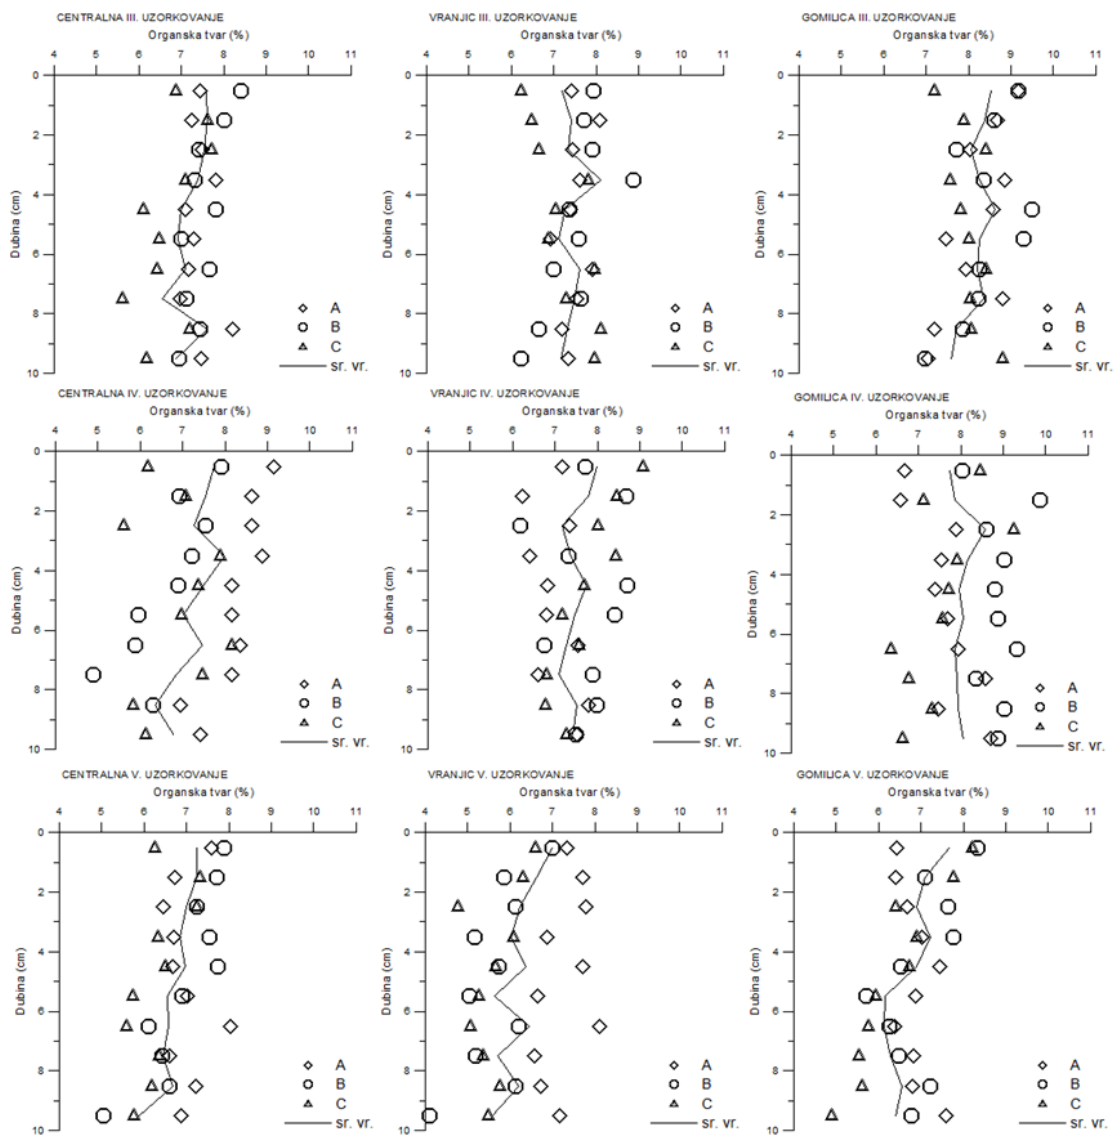 CENTRALNA III. UZORKOVANJE
Organska tvar (%)
4 5 6 7 8 9 10 11
0
2
4
6
8
10
Dubina (cm)
A
B
C
sr. vr.
VRANJIC III. UZORKOVANJE
Organska tvar (%)
4 5 6 7 8 9 10 11
0
2
4
6
8
10
Dubina (cm)
A
B
C
sr. vr.
GOMILICA III. UZORKOVANJE
Organska tvar (%)
4 5 6 7 8 9 10 11
0
2
4
6
8
10
Dubina (cm)
A
B
C
sr. vr.
CENTRALNA IV. UZORKOVANJE
Organska tvar (%)
4 5 6 7 8 9 10 11
0
2
4
6
8
10
Dubina (cm)
A
B
C
sr. vr.
VRANJIC IV. UZORKOVANJE
Organska tvar (%)
4 5 6 7 8 9 10 11
0
2
4
6
8
10
Dubina (cm)
A
B
C
sr. vr.
GOMILICA IV. UZORKOVANJE
Organska tvar (%)
4 5 6 7 8 9 10 11
0
2
4
6
8
10
Dubina (cm)
A
B
C
sr. vr.
CENTRALNA V. UZORKOVANJE
Organska tvar (%)
4 5 6 7 8 9 10 11
0
2
4
6
8
10
Dubina (cm)
A
B
C
sr. vr.
VRANJIC V. UZORKOVANJE
Organska tvar (%)
4 5 6 7 8 9 10 11
0
2
4
6
8
10
Dubina (cm)
A
B
C
sr. vr.
GOMILICA V. UZORKOVANJE
Organska tvar (%)
4 5 6 7 8 9 10 11
0
2
4
6
8
10
Dubina (cm)
A
B
C
sr. vr.